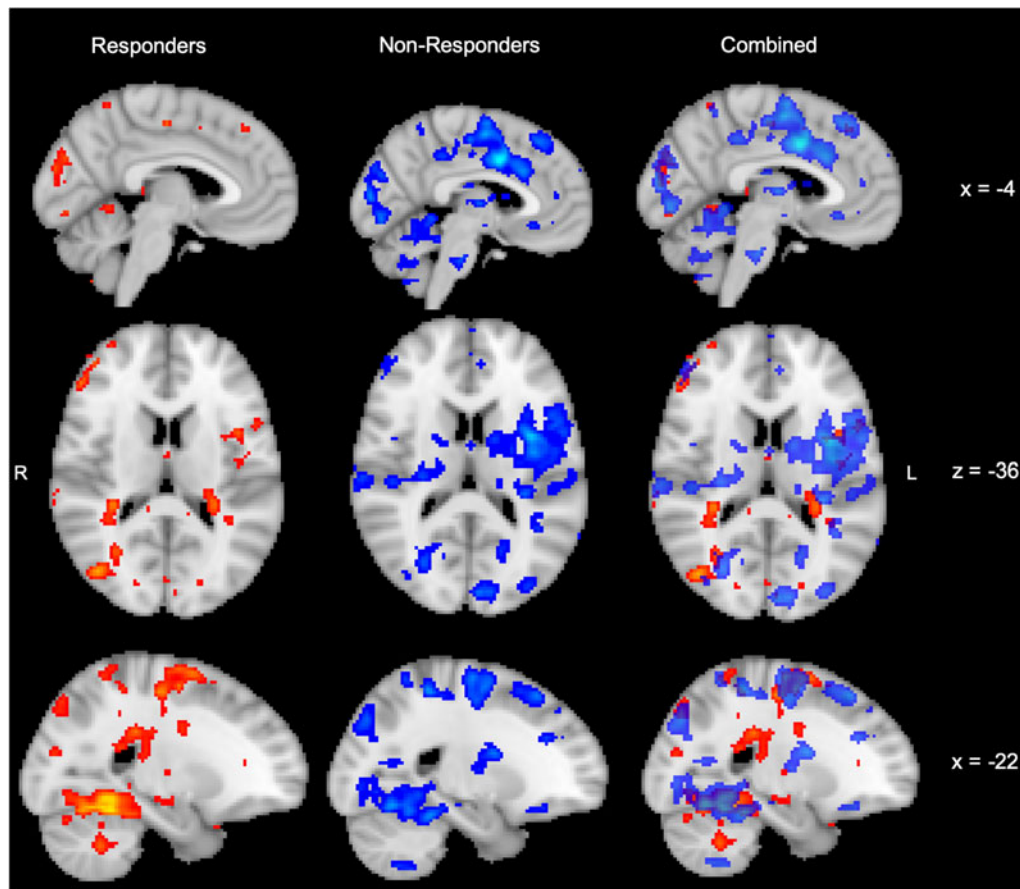 Responders Non-Responders Combined
x = -4
R L z = -36
x = -22